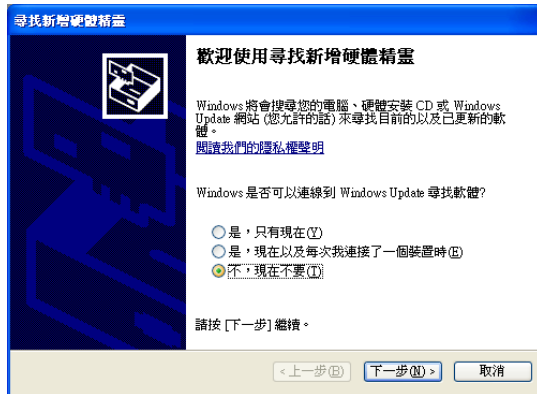 尋找新增硬體精靈
歡迎使用尋找新增硬體精靈
Windows 將會搜尋您的電腦、硬體安裝 CD 或 Windows
Update 網站 (您允許的話) 來尋找目前的以及已更新的軟
體。
閱讀我們的隱私權聲明
Windows 是否可以連線到 Windows Update 尋找軟體?
是，只有現在(Y)
是，現在以及每次我連接了一個裝置時(E)
不，現在不要(T)
請按 [下一步] 繼續。
<上一步(B) 下一步(N)> 取消